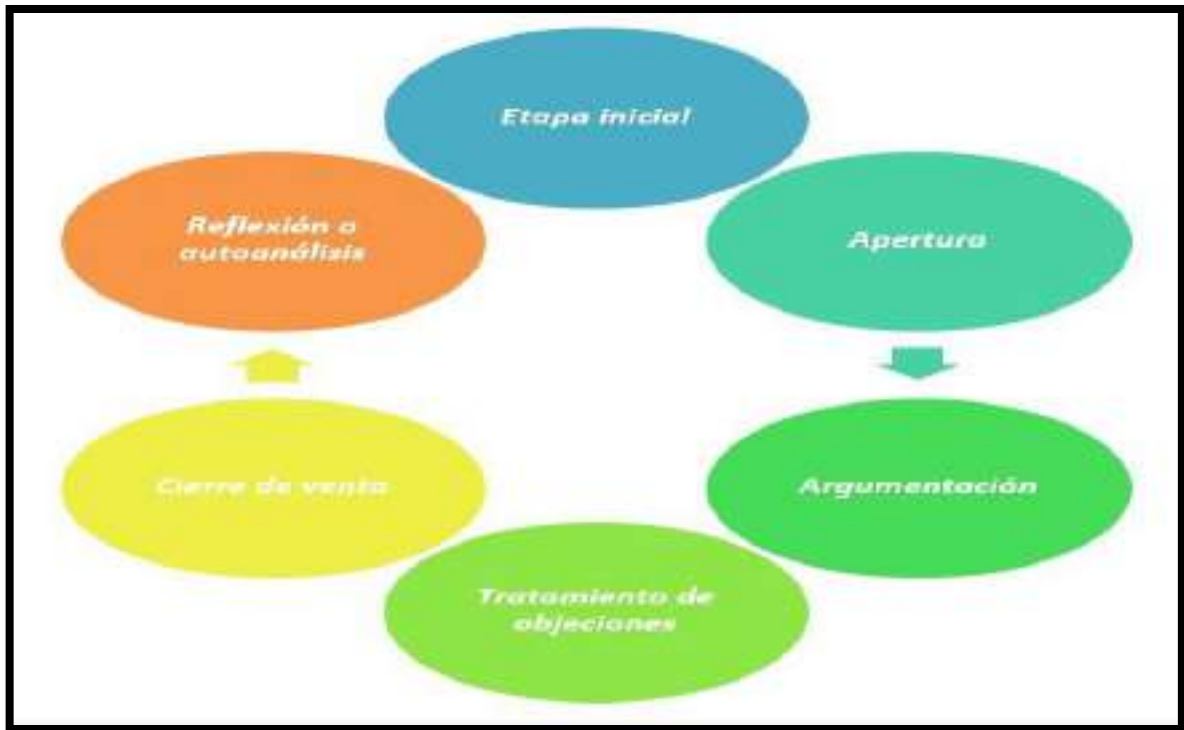 Etapa inicial
Apertura
Argumentación
Tratamiento de
objeciones
Cierre de venta
Reflexión o
autoanálisis